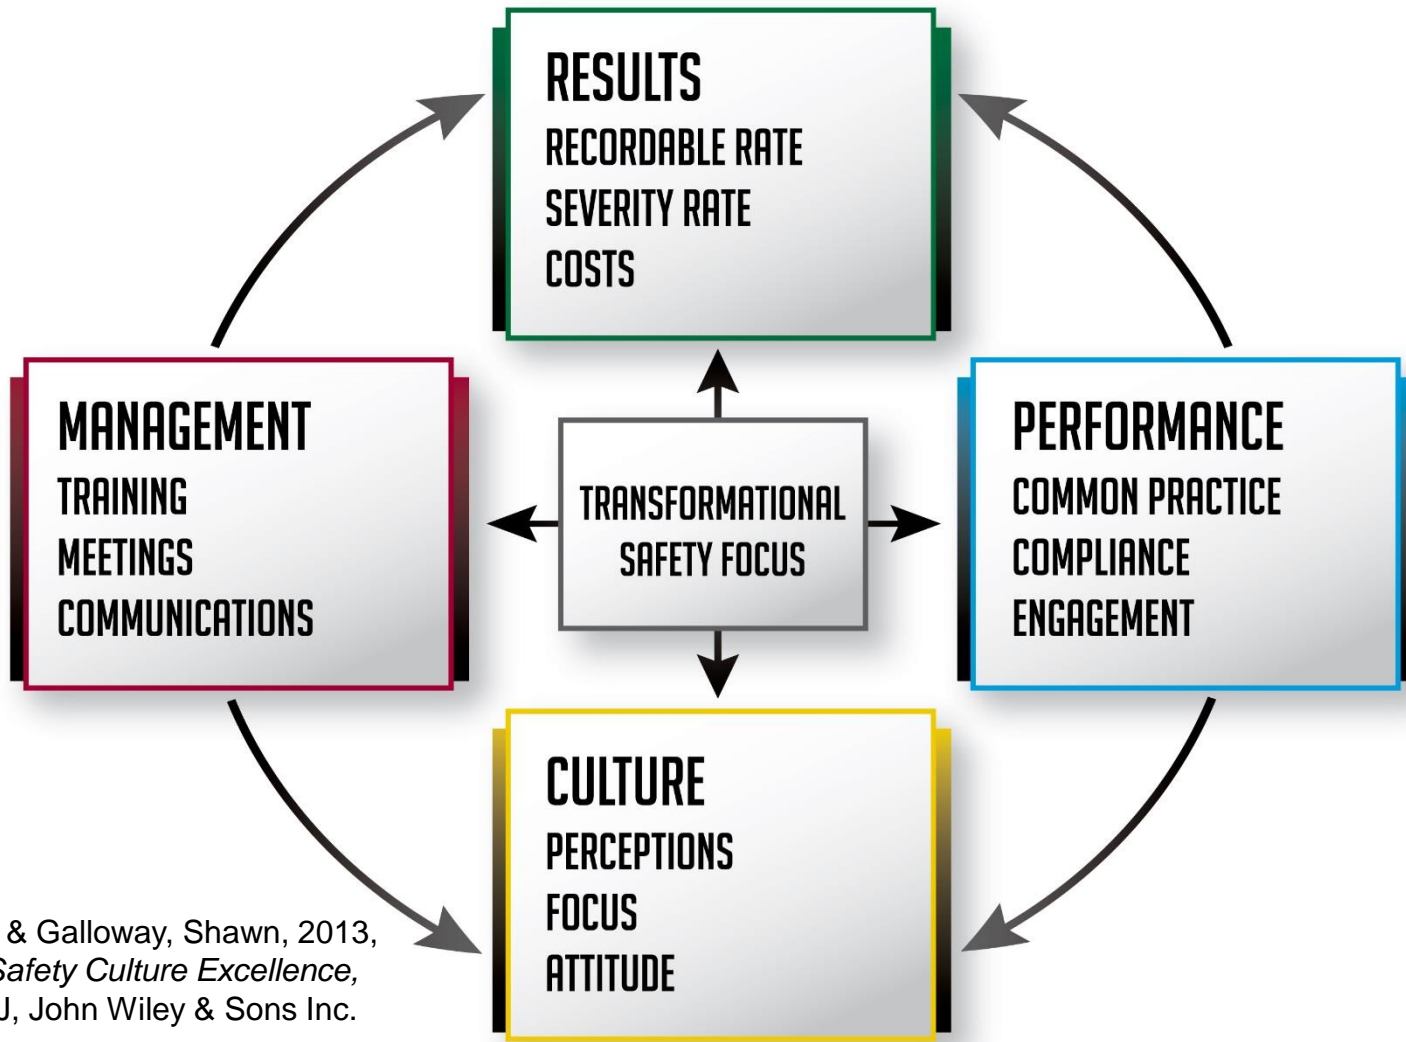 RESULTS
RECORDABLE RATE
SEVERITY RATE
COSTS
MANAGEMENT
TRAINING
MEETINGS
COMMUNICATIONS
TRANSFORMATIONAL
SAFETY FOCUS
PERFORMANCE
COMMON PRACTICE
COMPLIANCE
ENGAGEMENT
CULTURE
PERCEPTIONS
FOCUS
ATTITUDE
& Galloway, Shawn, 2013,
Safety Culture Excellence,
J, John Wiley & Sons Inc.